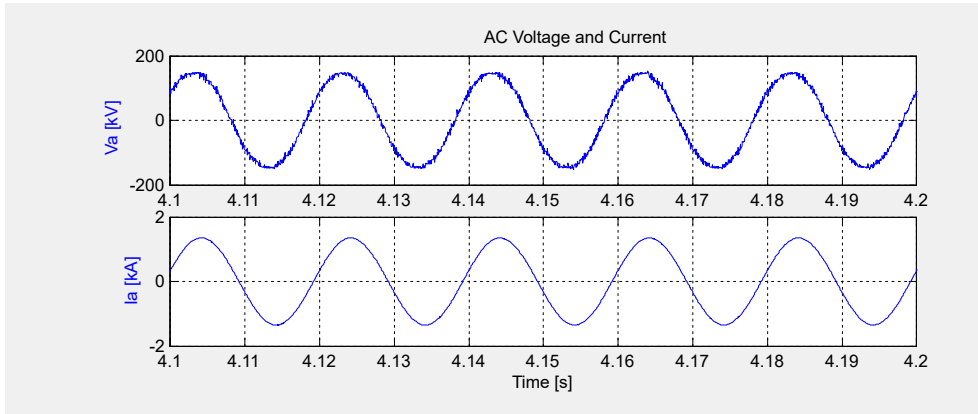 AC Voltage and Current
200
0
-200
Va [kV]
4.1 4.11 4.12 4.13 4.14 4.15 4.16 4.17 4.18 4.19 4.2
2
0
-2
Ia [kA]
4.1 4.11 4.12 4.13 4.14 4.15 4.16 4.17 4.18 4.19 4.2
Time [s]